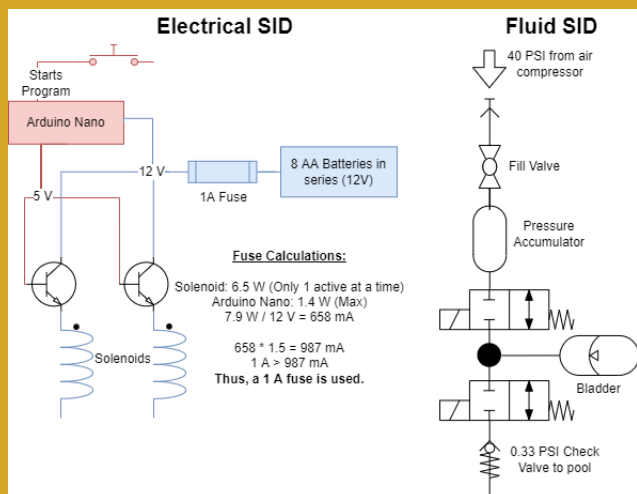 Electrical SID
Starts
Program
Arduino Nano
5 V
12 V
1A Fuse
8 AA Batteries in
series (12V)
Solenoids
Fuse Calculations:
Solenoid: 6.5 W (Only 1 active at a time)
Arduino Nano: 1.4 W (Max)
7.9 W / 12 V = 658 mA
658 * 1.5 = 987 mA
1 A > 987 mA
Thus, a 1 A fuse is used.
Fluid SID
40 PSI from air
compressor
Fill Valve
Pressure
Accumulator
Bladder
0.33 PSI Check
Valve to pool